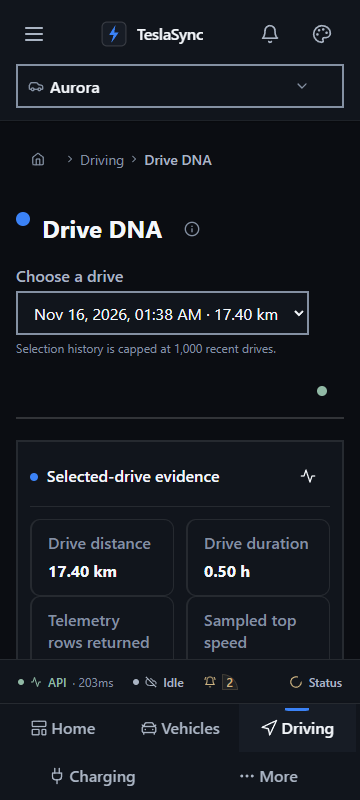 TeslaSync
Aurora
Driving
Drive DNA
Drive DNA
Choose a drive
Nov 16, 2026, 01:38 AM · 17.40 km
Selection history is capped at 1,000 recent drives.
Selected-drive evidence
Drive distance
17.40 km
Drive duration
0.50 h
Telemetry
rows returned
Sampled top
speed
API · 203ms
Idle
2
Status
Home
Vehicles
Driving
Charging
More